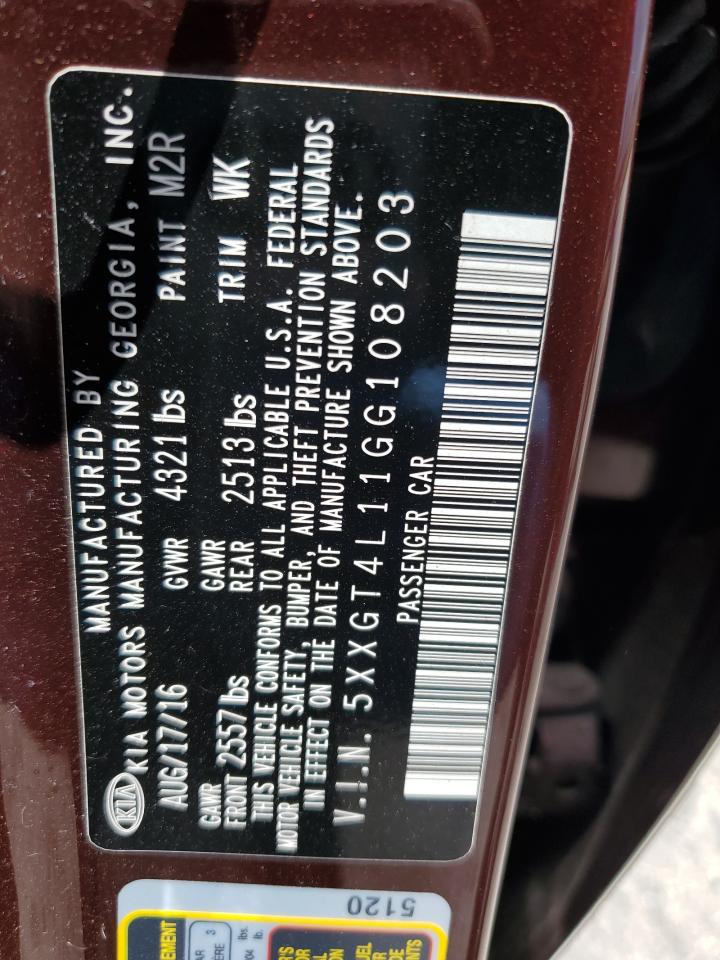 MANUFACTURED BY
KIA KIA MOTORS MANUFACTURING GEORGIA, INC.
AUG/17/16 GVWR 4321 lbs PAINT M2R
GAWR GAWR
FRONT 2557 lbs REAR 2513 lbs TRIM WK
THIS VEHICLE CONFORMS TO ALL APPLICABLE U.S.A. FEDERAL
MOTOR VEHICLE SAFETY, BUMPER, AND THEFT PREVENTION STANDARDS
IN EFFECT ON THE DATE OF MANUFACTURE SHOWN ABOVE.
V.I.N. 5XXGT4L11GG108203
PASSENGER CAR
5120